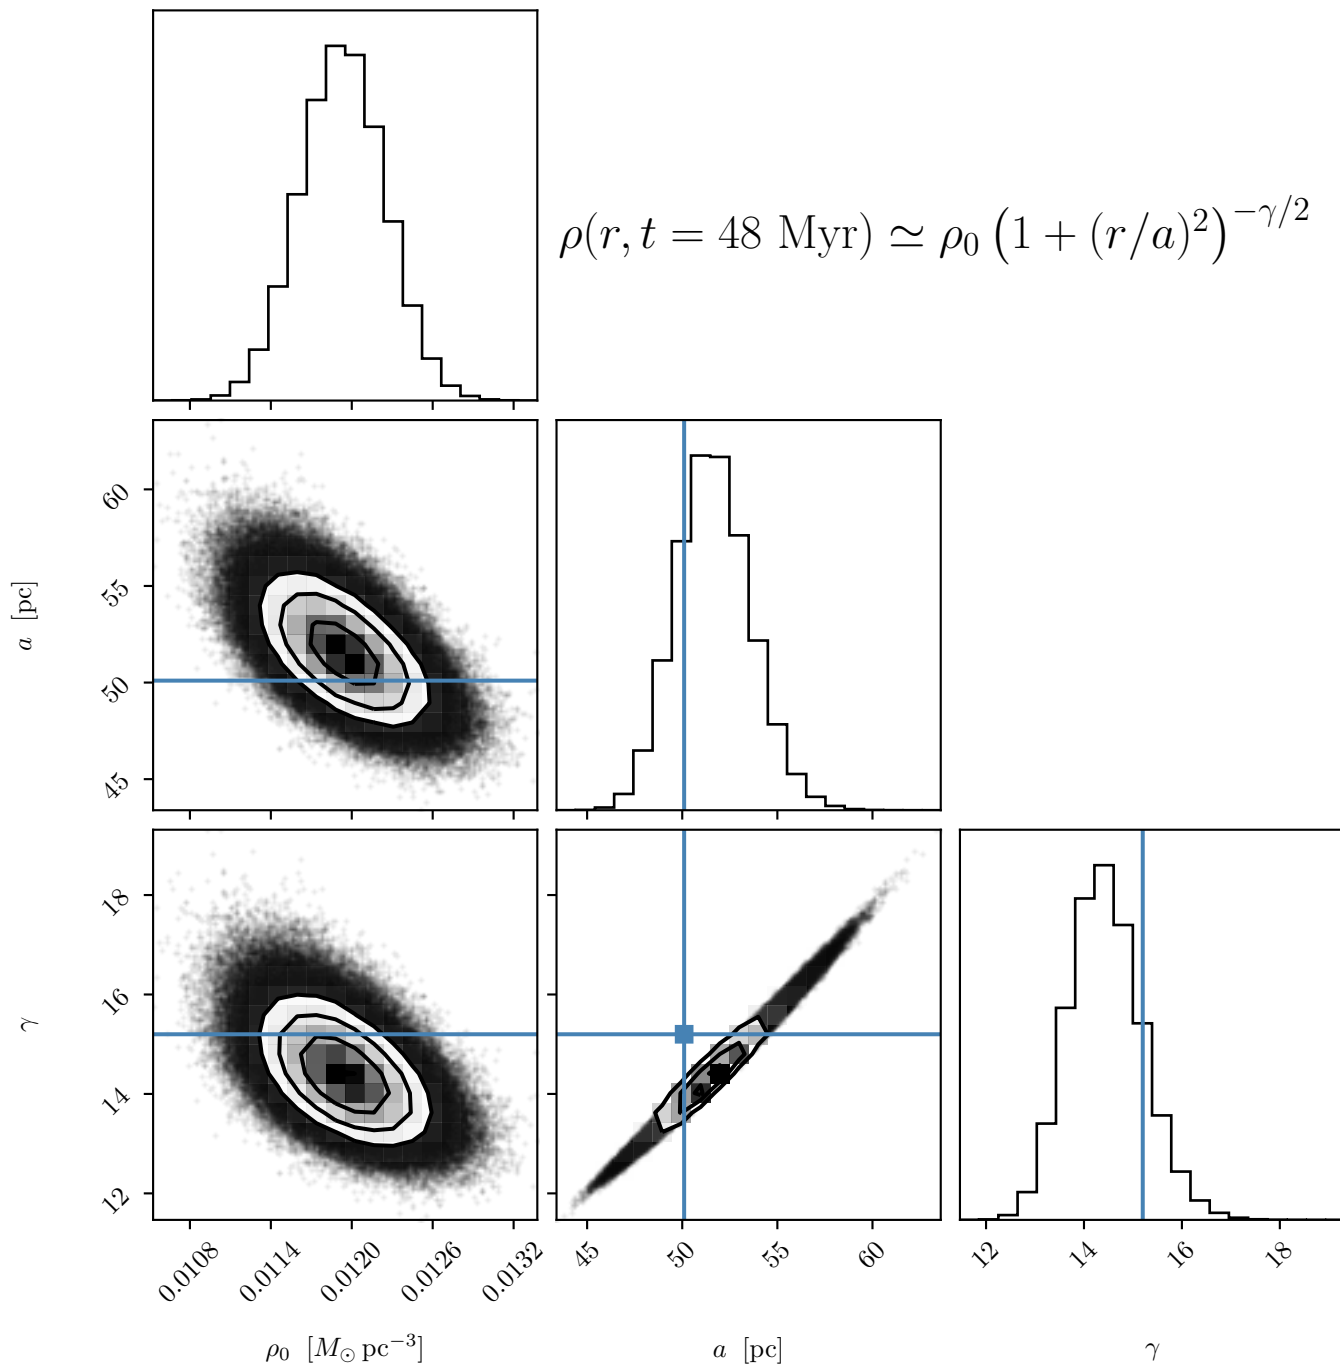 ρ(r, t = 48 Myr) ≃ ρ₀ (1 + (r/a)²)^{−γ/2}
a [pc]
60
55
50
45
γ
18
16
14
12
0.0108 0.0114 0.0120 0.0126 0.0132
45 50 55 60
12 14 16 18
ρ₀ [M⊙ pc⁻³]
a [pc]
γ